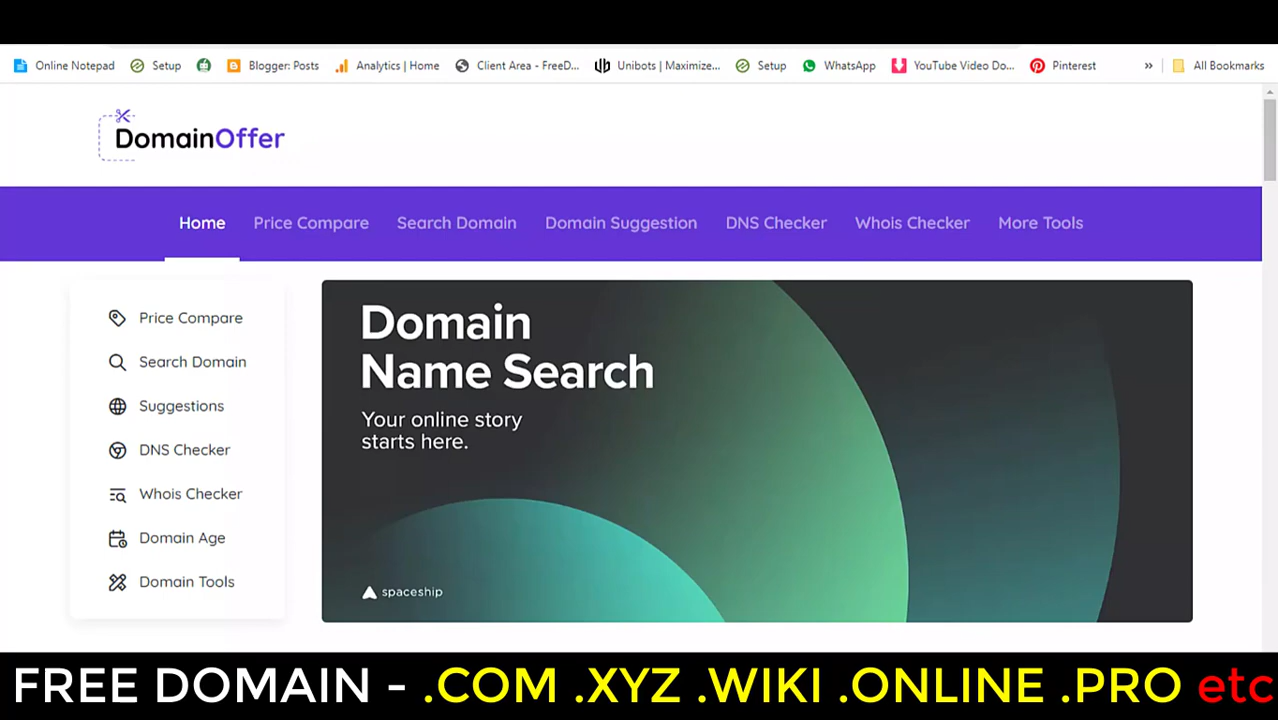 Online Notepad Setup Blogger: Posts Analytics | Home Client Area - FreeD... Unibots | Maximize... Setup WhatsApp YouTube Video Do... Pinterest » All Bookmarks
DomainOffer
Home Price Compare Search Domain Domain Suggestion DNS Checker Whois Checker More Tools
Price Compare
Search Domain
Suggestions
DNS Checker
Whois Checker
Domain Age
Domain Tools
Domain
Name Search
Your online story
starts here.
spaceship
FREE DOMAIN - .COM .XYZ .WIKI .ONLINE .PRO etc